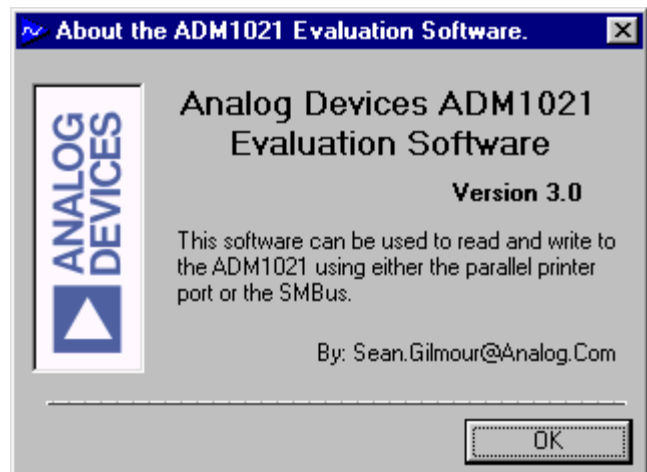 About the ADM1021 Evaluation Software.
ANALOG
DEVICES
Analog Devices ADM1021
Evaluation Software
Version 3.0
This software can be used to read and write to
the ADM1021 using either the parallel printer
port or the SMBus.
By: Sean.Gilmour@Analog.Com
OK